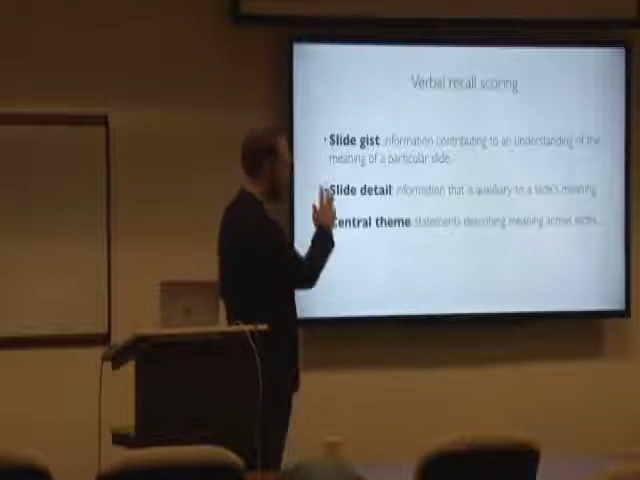 Verbal recall scoring
· Slide gist information contributing to an understanding of the
meaning of a particular slide.
Slide detail information that is auxiliary to a slide's meaning
Central theme statements describing meaning across slides.